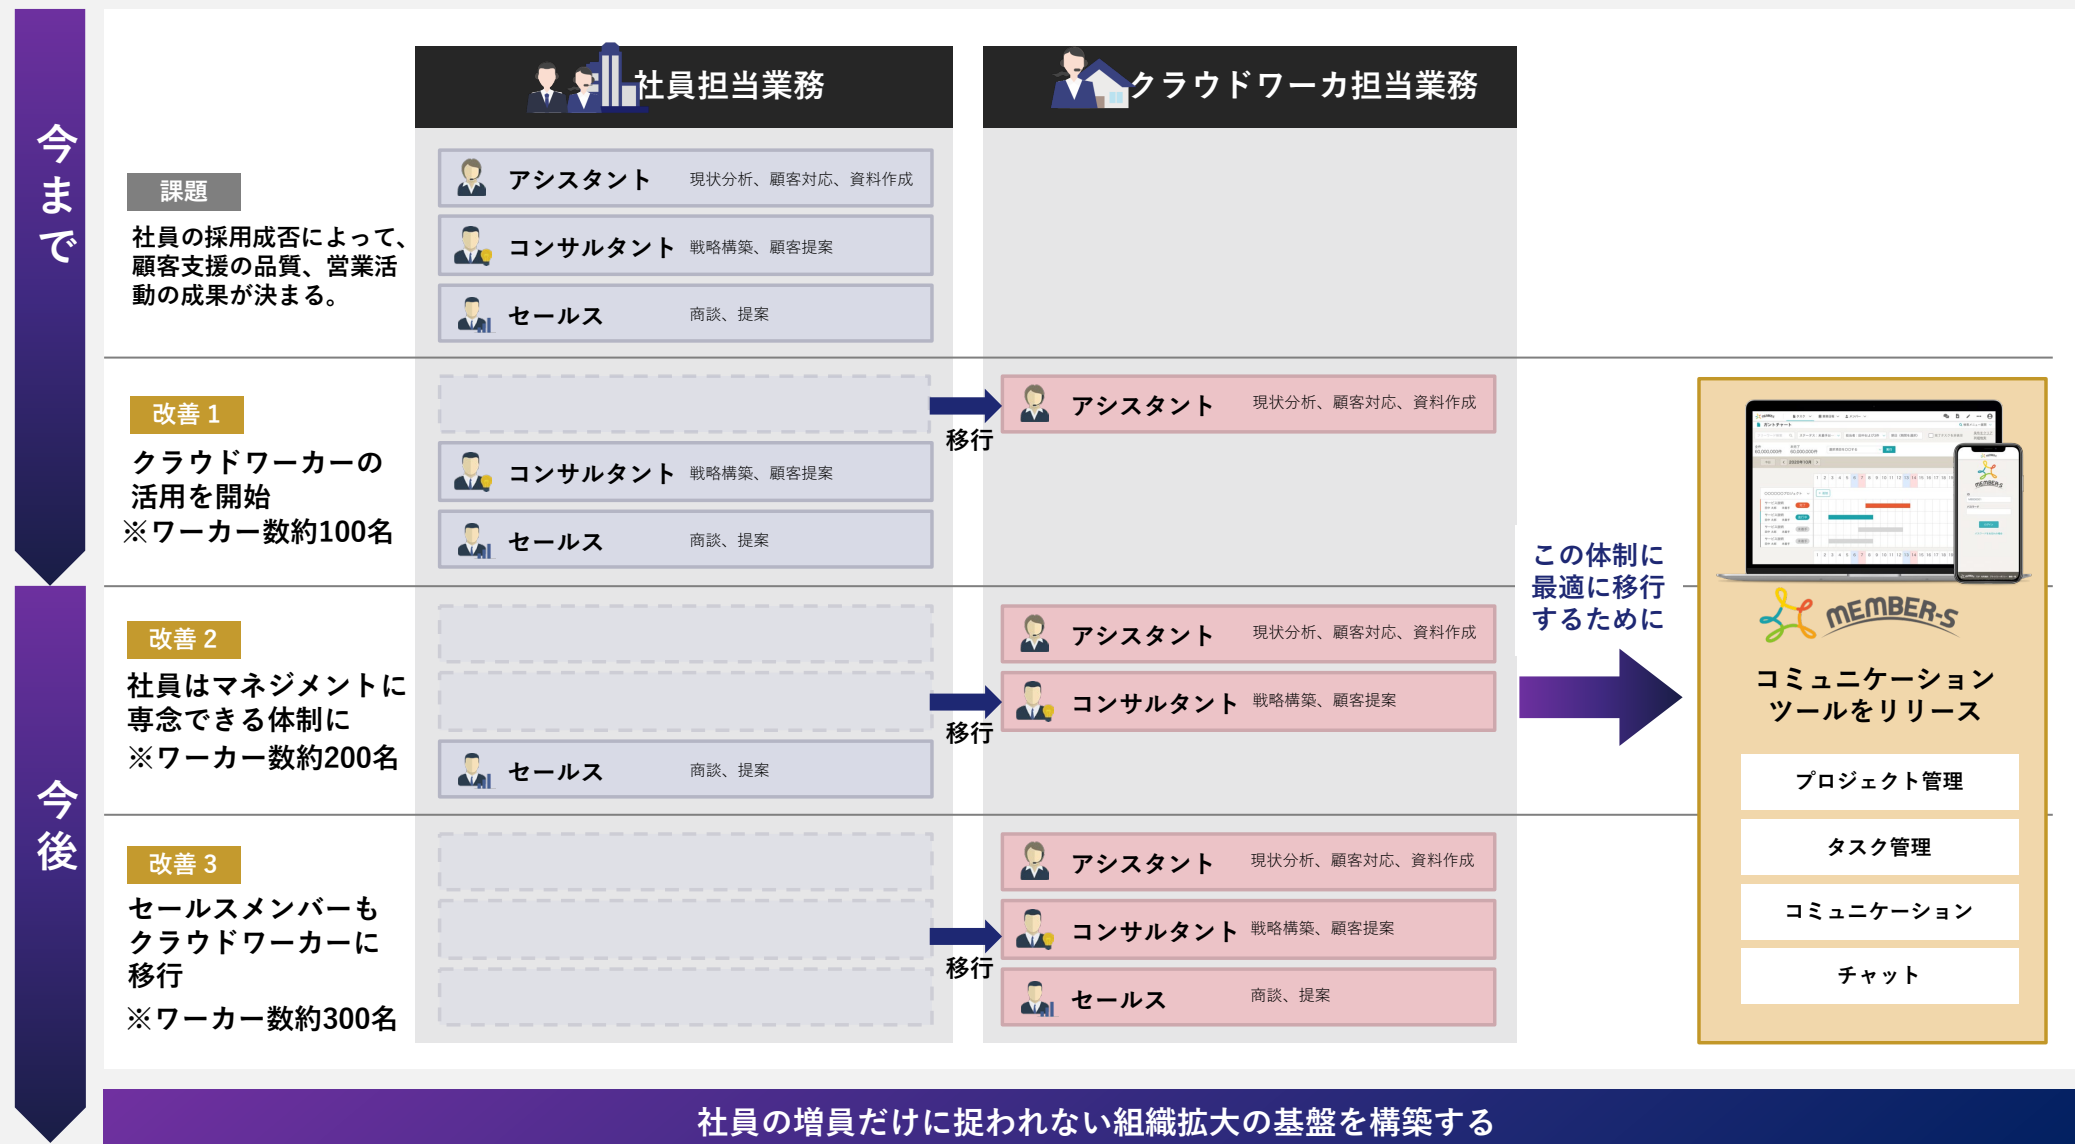 今まで
社員担当業務
クラウドワーカ担当業務
課題
社員の採用成否によって、
顧客支援の品質、営業活
動の成果が決まる。
アシスタント 現状分析、顧客対応、資料作成
コンサルタント 戦略構築、顧客提案
セールス 商談、提案
改善 1
クラウドワーカーの
活用を開始
※ワーカー数約100名
移行
アシスタント 現状分析、顧客対応、資料作成
コンサルタント 戦略構築、顧客提案
セールス 商談、提案
今後
改善 2
社員はマネジメントに
専念できる体制に
※ワーカー数約200名
アシスタント 現状分析、顧客対応、資料作成
移行
コンサルタント 戦略構築、顧客提案
セールス 商談、提案
改善 3
セールスメンバーも
クラウドワーカーに
移行
※ワーカー数約300名
アシスタント 現状分析、顧客対応、資料作成
移行
コンサルタント 戦略構築、顧客提案
セールス 商談、提案
この体制に
最適に移行
するために
ガントチャート
60,000,000円 60,000,000円
MEMBER-S
MEMBER-S
コミュニケーション
ツールをリリース
プロジェクト管理
タスク管理
コミュニケーション
チャット
社員の増員だけに捉われない組織拡大の基盤を構築する